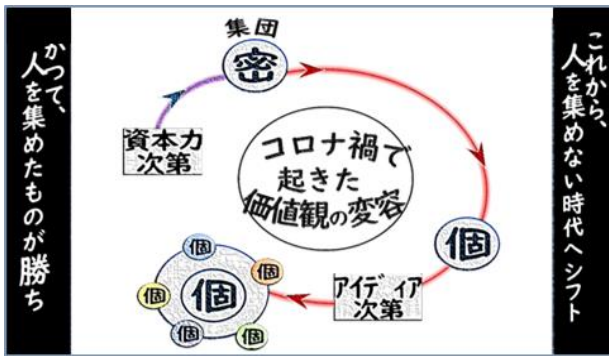 かつて、
人を集めたものが勝ち
集団
密
資本力
次第
コロナ禍で
起きた
価値観の変容
個
アイディア
次第
個
個
個
個
個
個
これから、
人を集めない時代へシフト